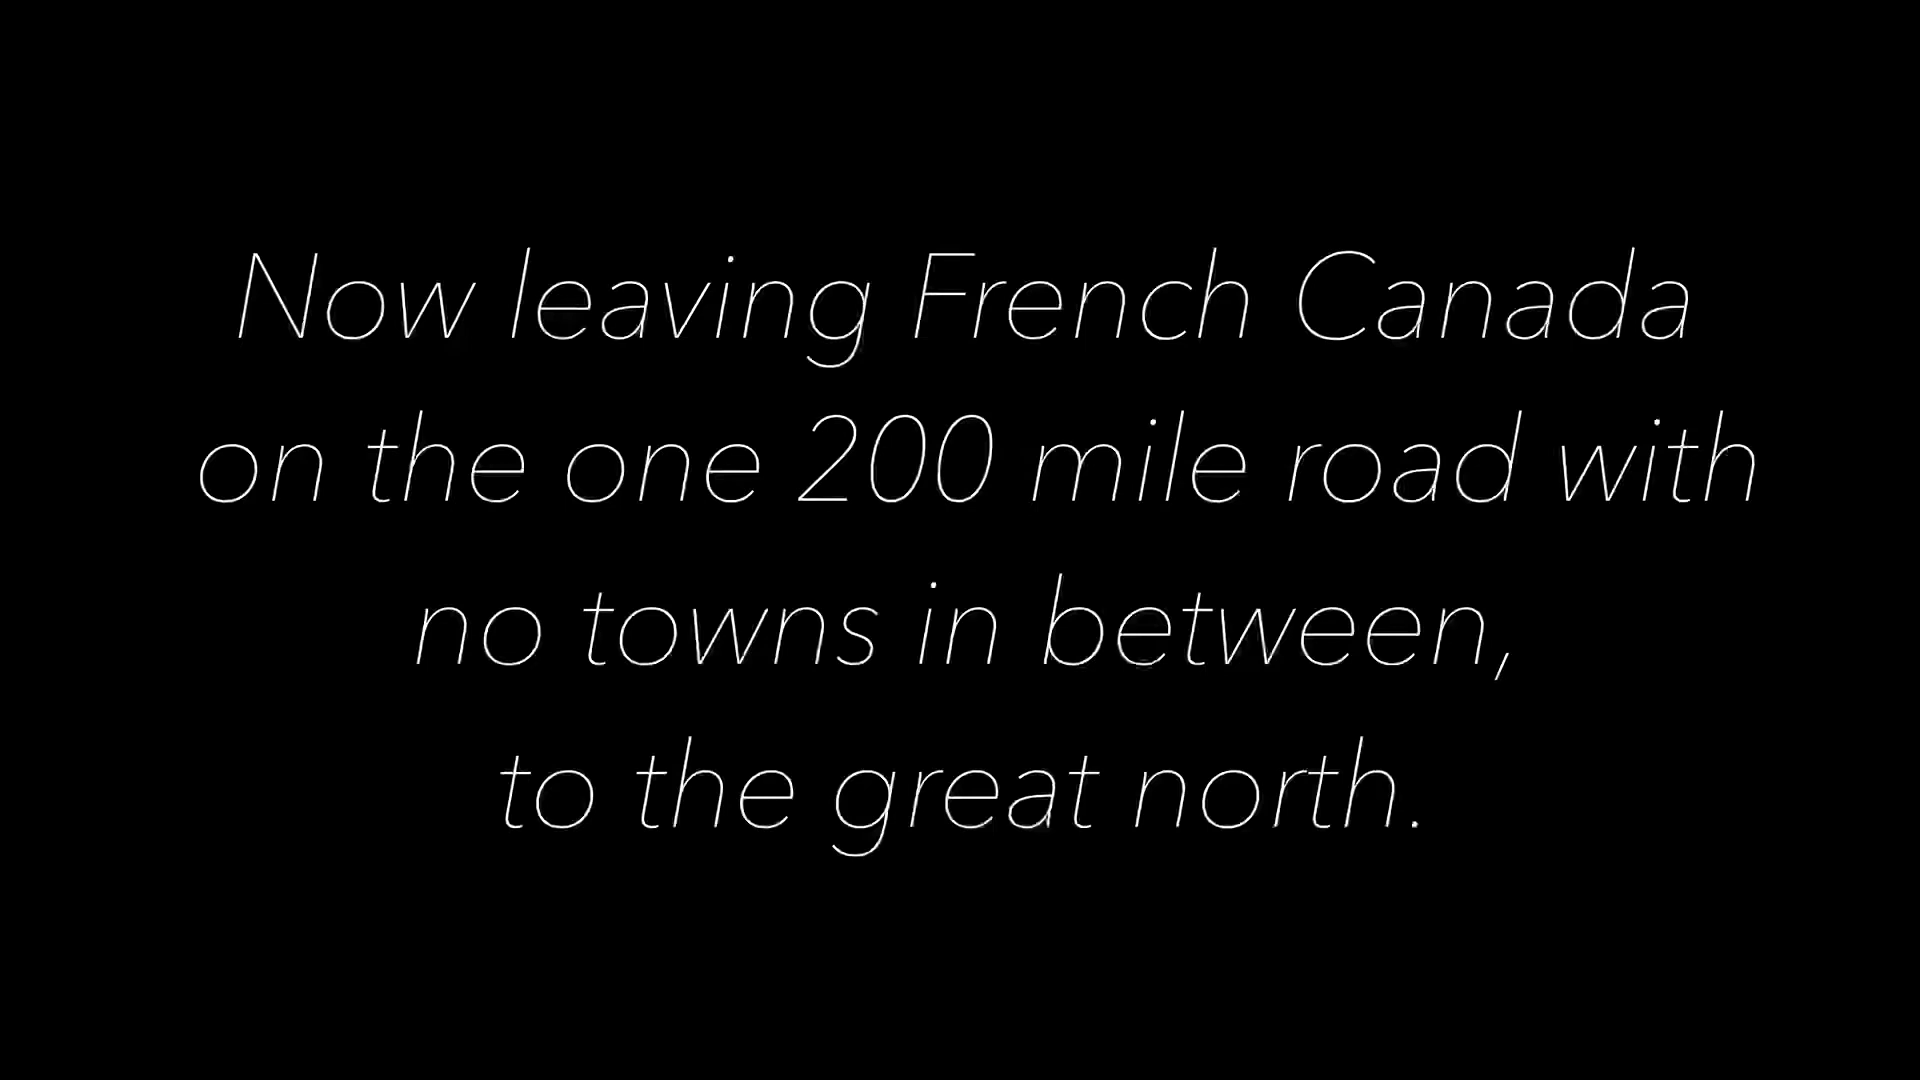 Now leaving French Canada
on the one 200 mile road with
no towns in between,
to the great north.